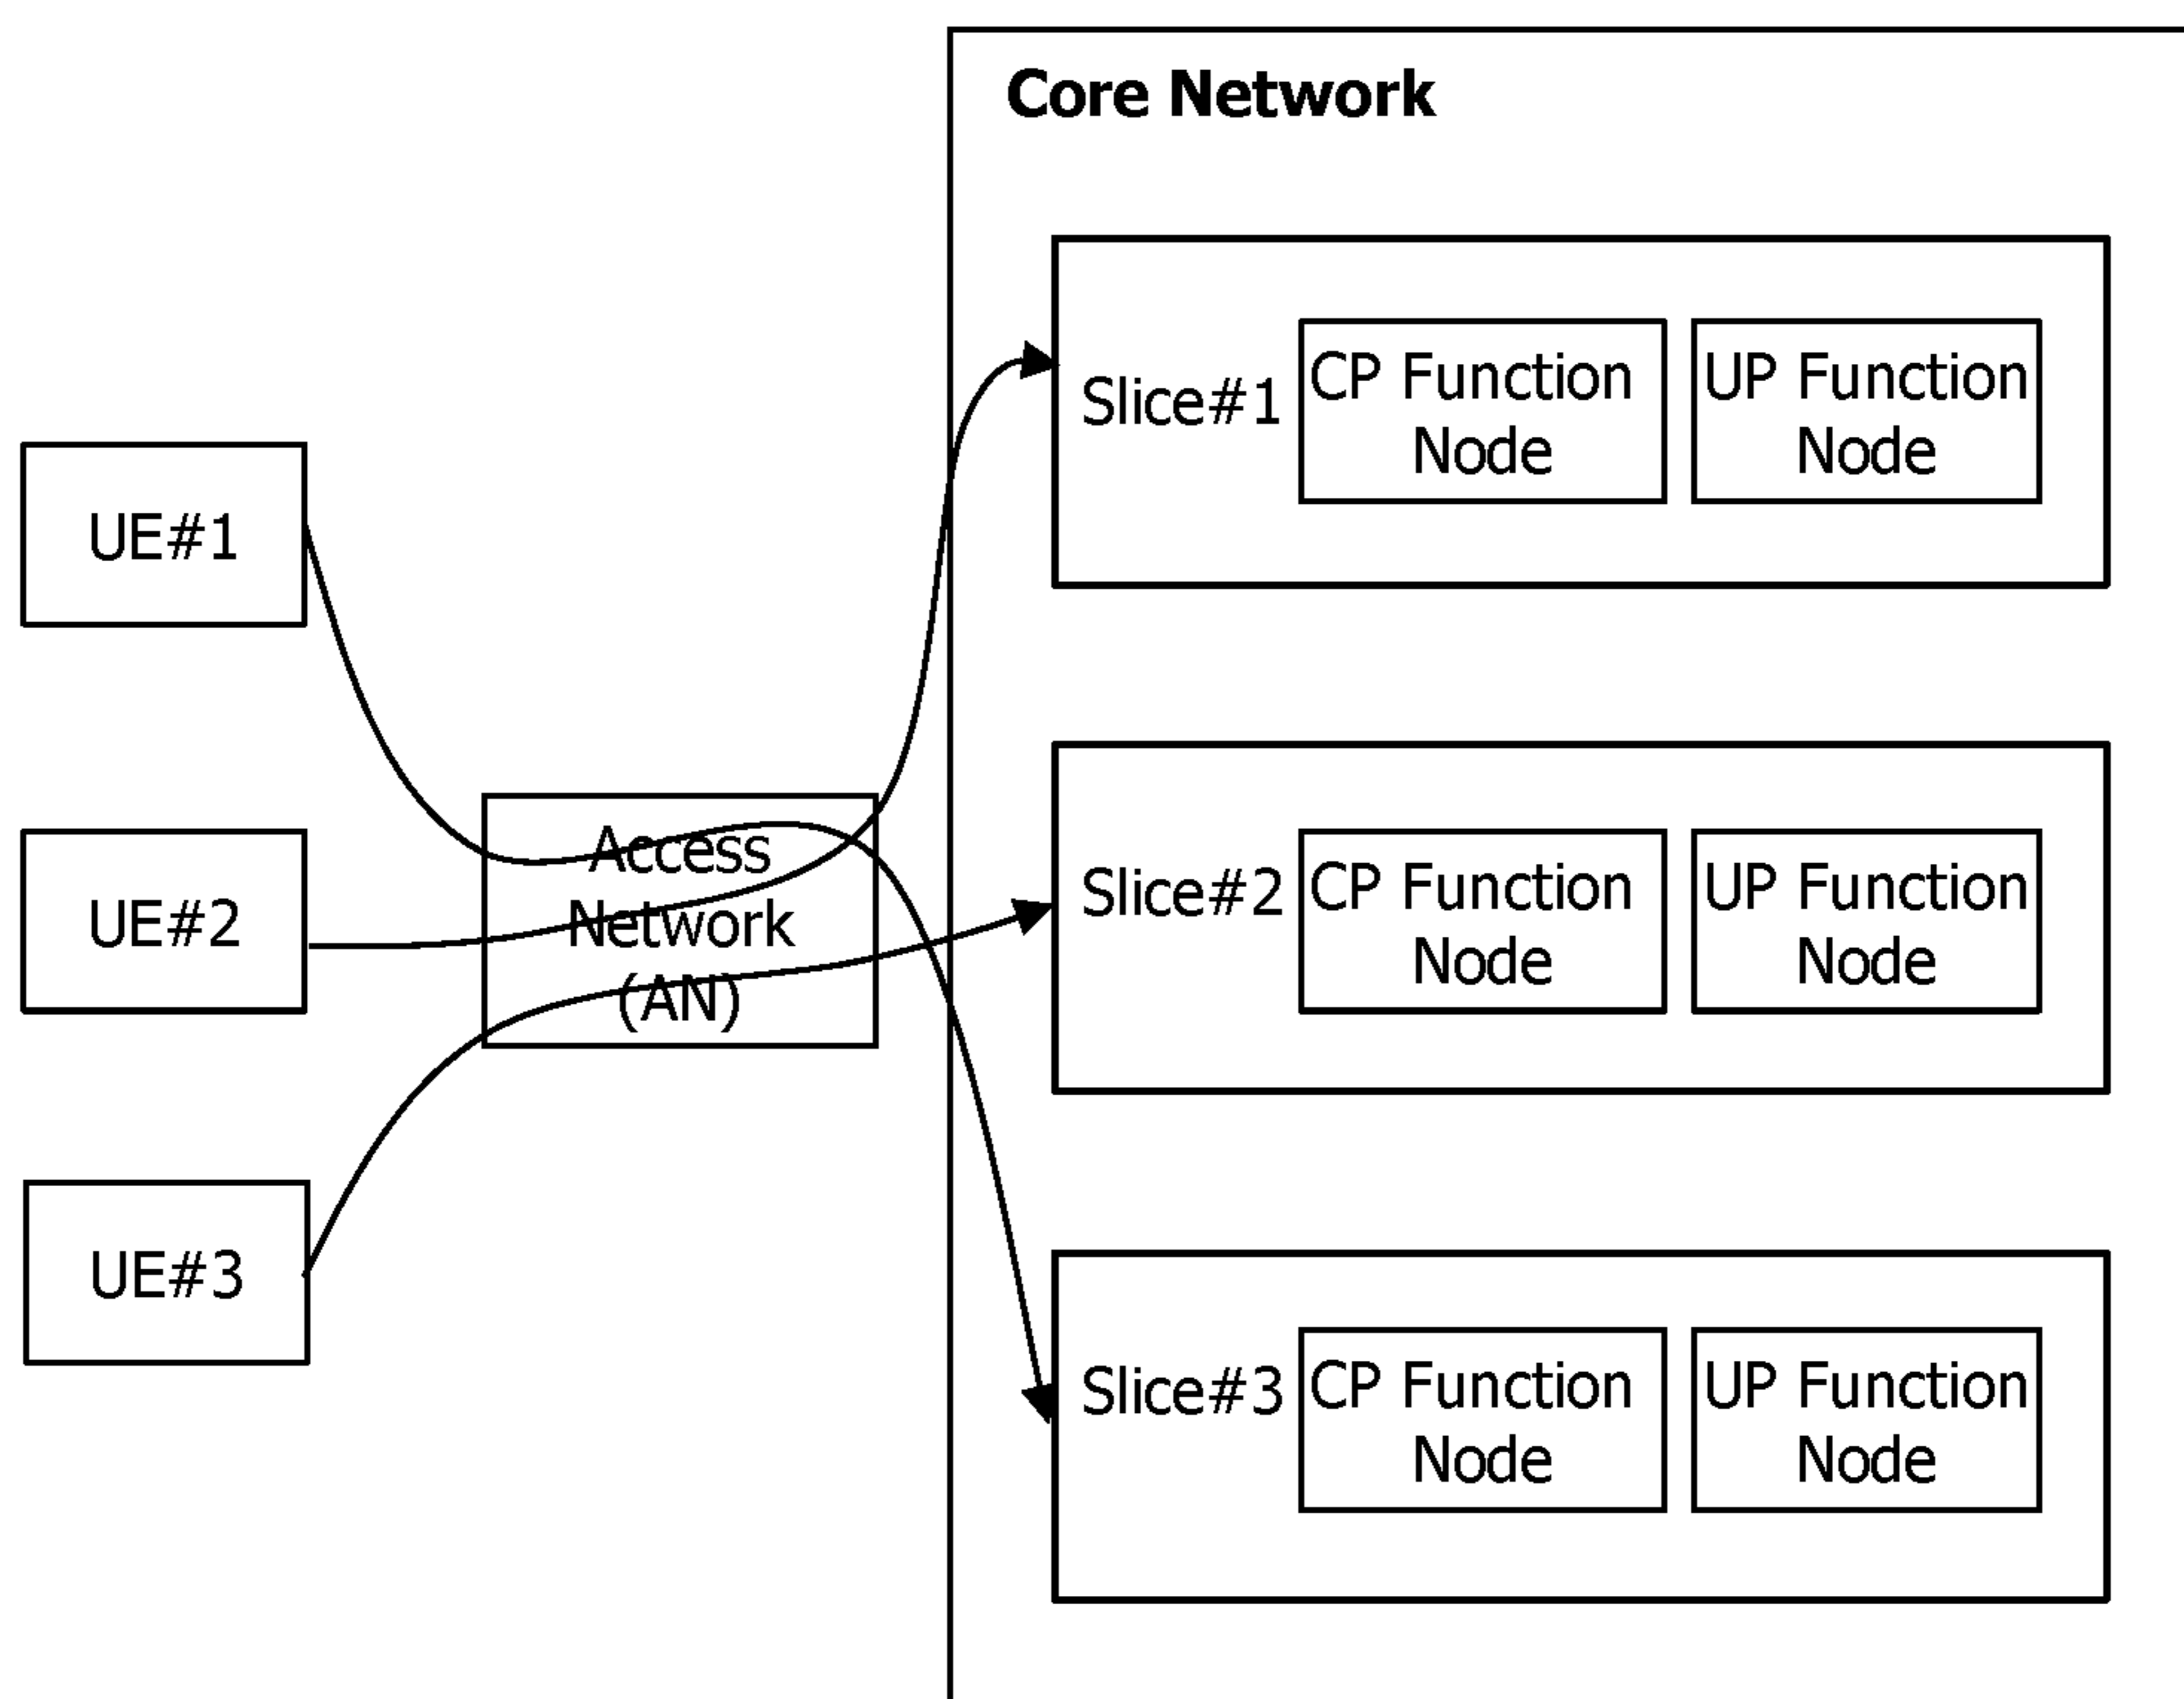 Core Network
Slice#1
CP Function
Node
UP Function
Node
UE#1
Access
Network
(AN)
UE#2
Slice#2
CP Function
Node
UP Function
Node
UE#3
Slice#3
CP Function
Node
UP Function
Node